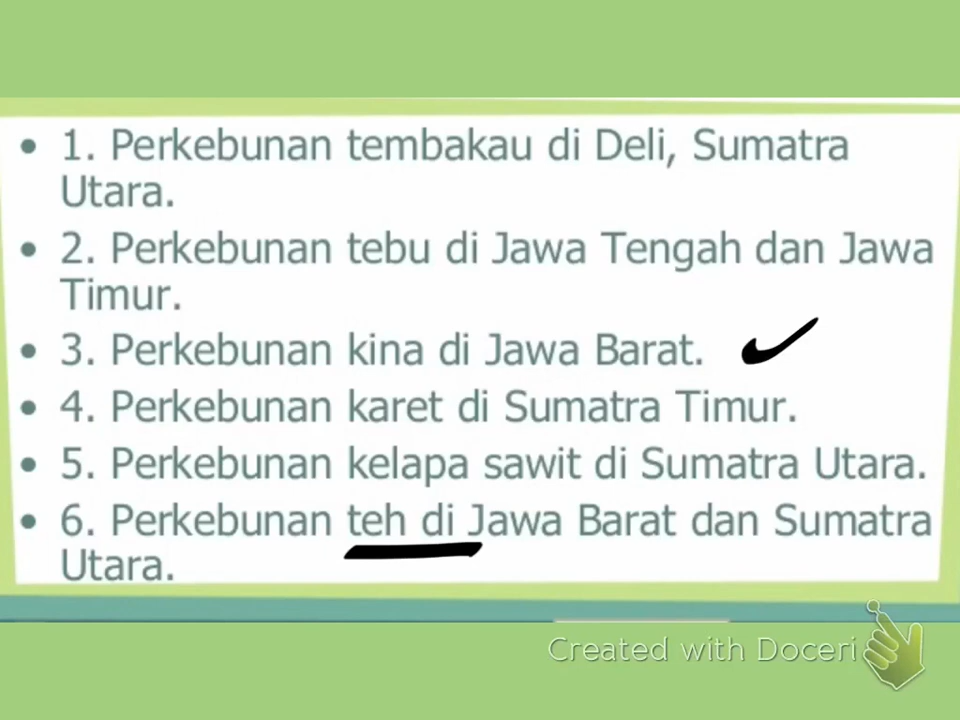 • 1. Perkebunan tembakau di Deli, Sumatra
Utara.
• 2. Perkebunan tebu di Jawa Tengah dan Jawa
Timur.
• 3. Perkebunan kina di Jawa Barat.
• 4. Perkebunan karet di Sumatra Timur.
• 5. Perkebunan kelapa sawit di Sumatra Utara.
• 6. Perkebunan teh di Jawa Barat dan Sumatra
Utara.
Created with Doceri